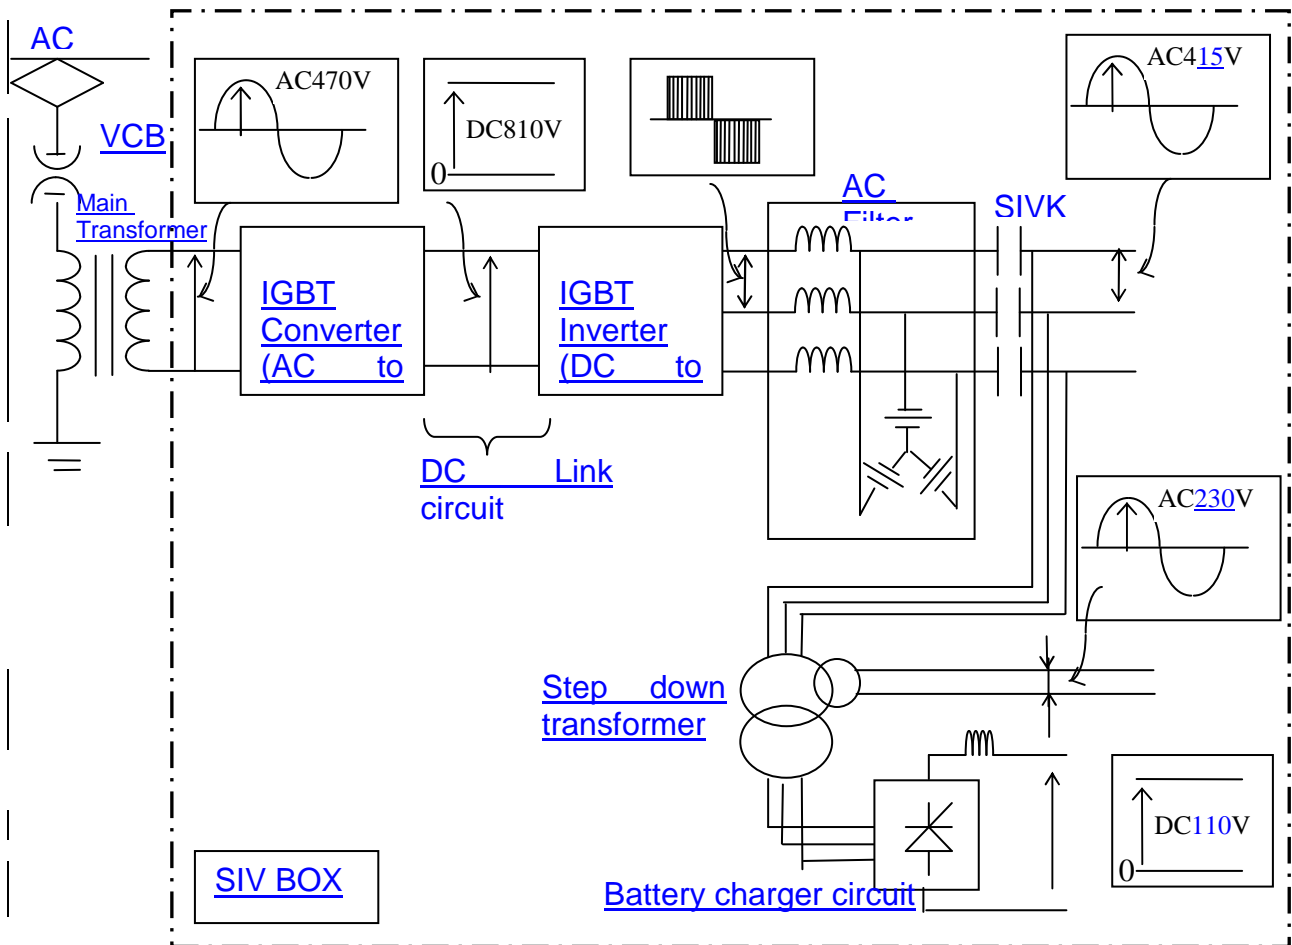 AC
AC470V
DC810V
0
AC415V
VCB
Main
Transformer
AC
Filter
SIVK
IGBT
Converter
(AC to
IGBT
Inverter
(DC to
DC Link
circuit
AC230V
Step down
transformer
DC110V
0
SIV BOX
Battery charger circuit